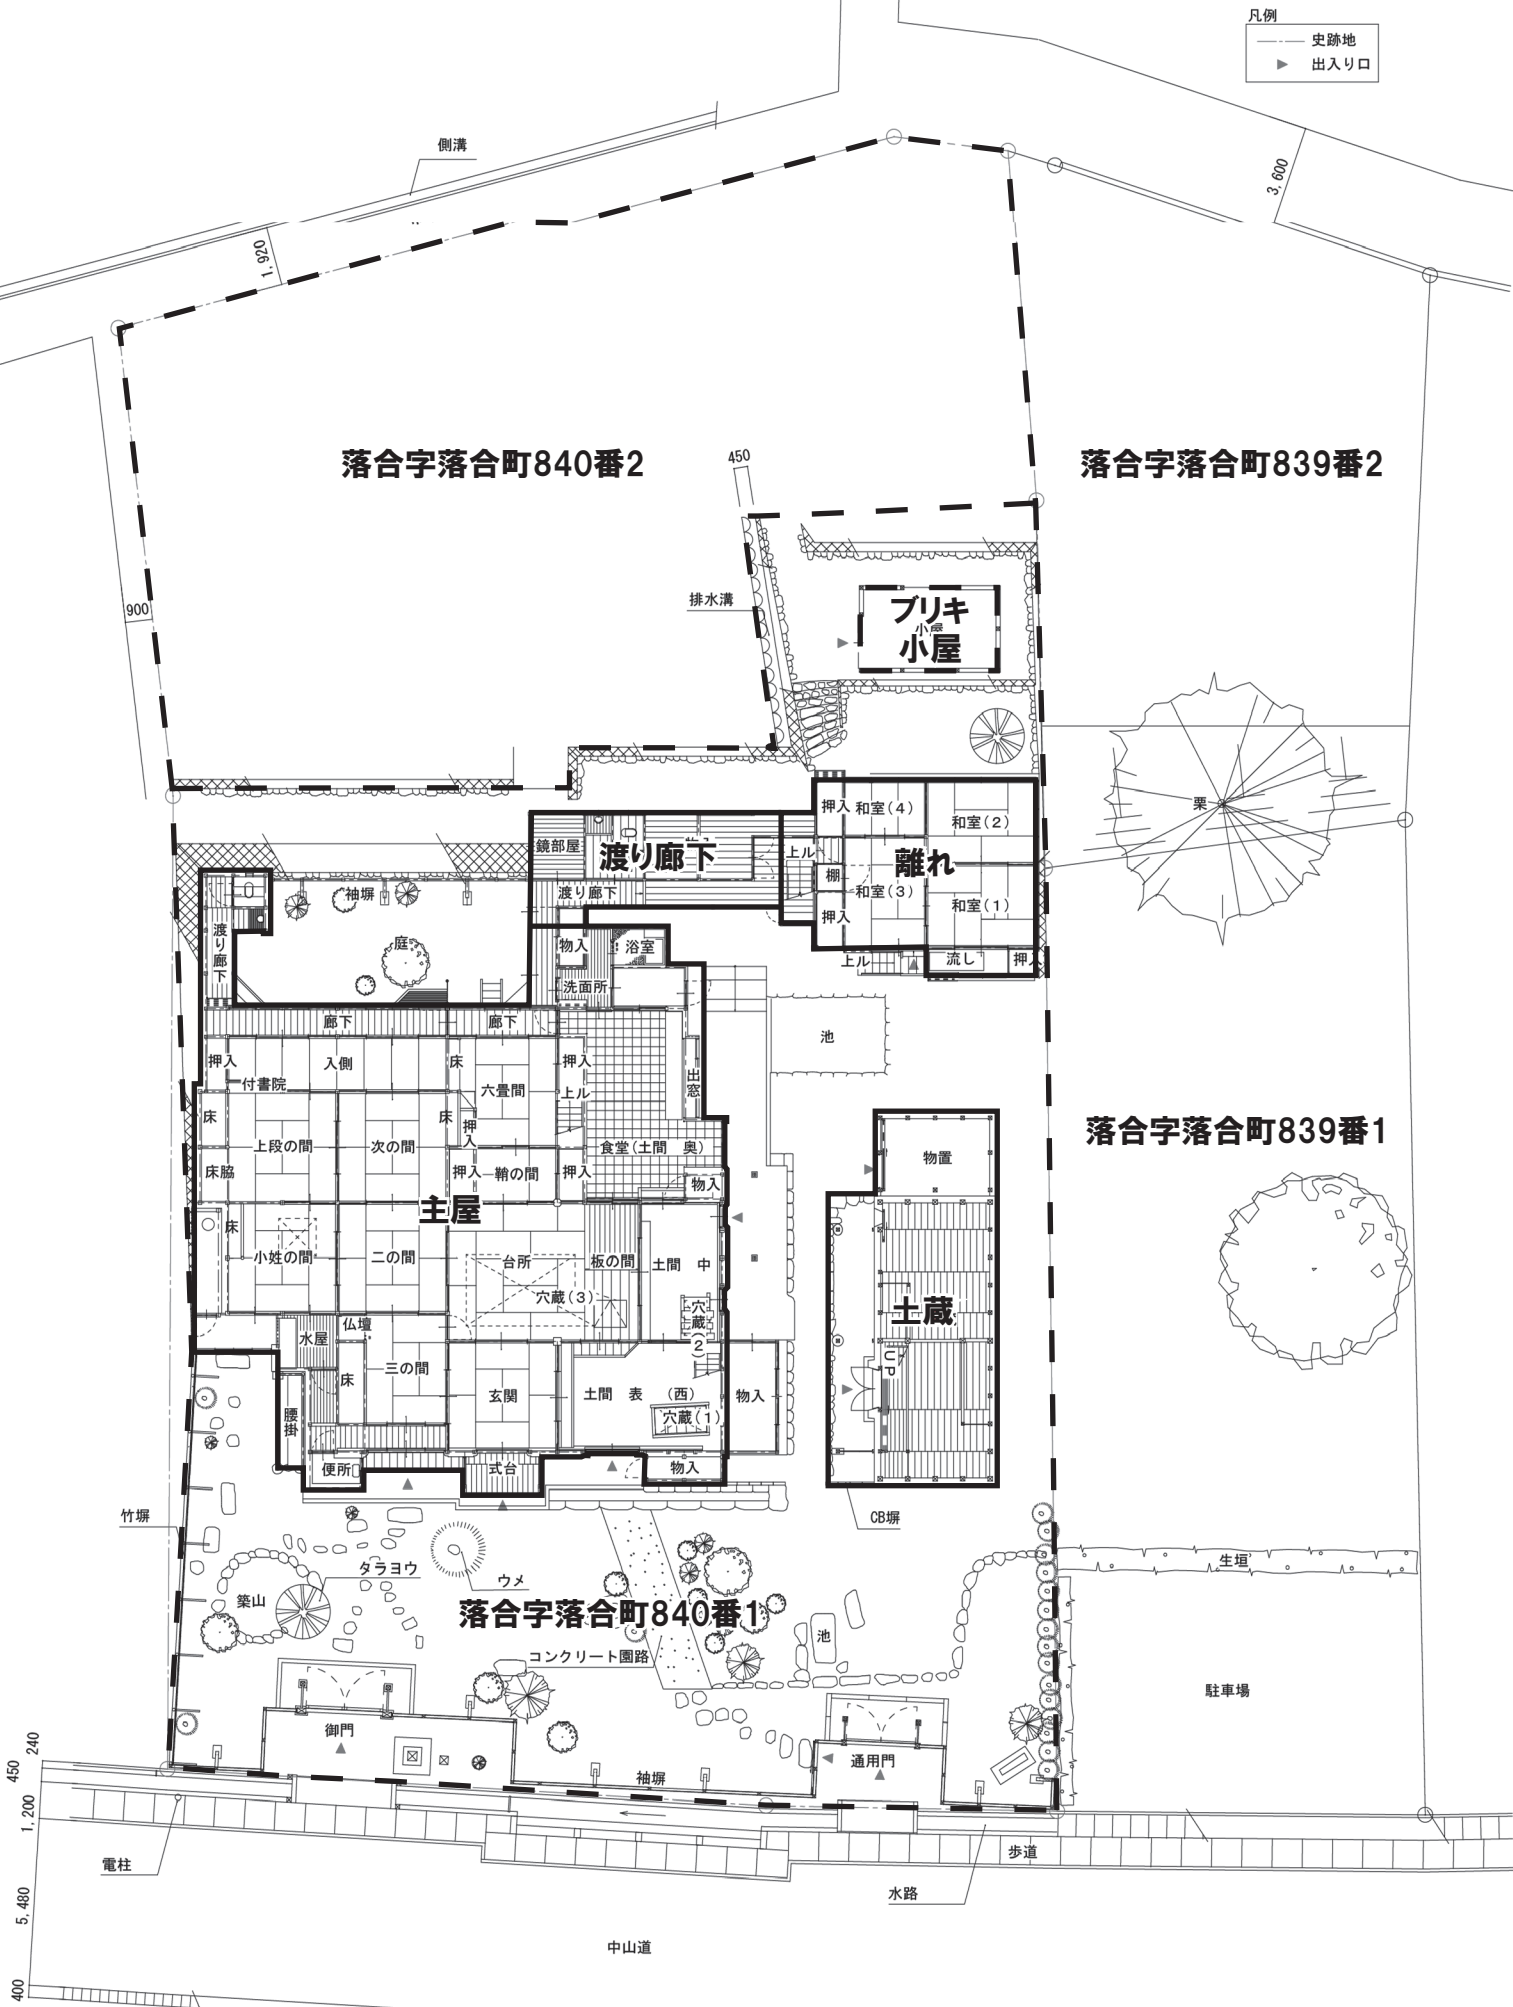 凡例
史跡地
出入り口
側溝
3,600
1,920
落合字落合町840番2
450
落合字落合町839番2
900
排水溝
ブリキ
小屋
小屋
栗
押入
和室(4)
和室(2)
鏡部屋
渡り廊下
上ル
離れ
棚
袖塀
渡り廊下
和室(3)
和室(1)
押入
渡り廊下
庭
物入
浴室
上ル
流し
押入
洗面所
廊下
廊下
池
押入
入側
床
押入
付書院
六畳間
上ル
出窓
床
床
押入
落合字落合町839番1
上段の間
次の間
食堂(土間 奥)
物置
床脇
押入
鞘の間
押入
物入
主屋
床
小姓の間
二の間
台所
板の間
土間 中
穴蔵(3)
穴蔵(2)
土蔵
水屋
仏壇
三の間
UP
床
玄関
土間 表 (西)
物入
腰掛
穴蔵(1)
便所
式台
物入
竹塀
CB塀
生垣
タラヨウ
ウメ
築山
落合字落合町840番1
池
コンクリート園路
駐車場
御門
通用門
袖塀
240
450
1,200
電柱
歩道
水路
5,480
中山道
400